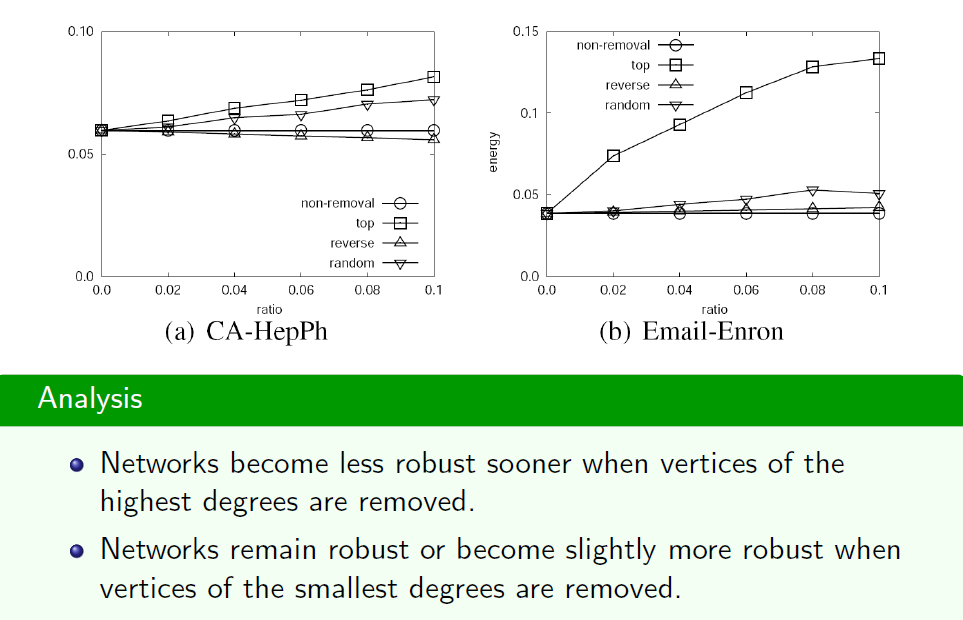 0.10
0.05
0.0
non-removal
top
reverse
random
0.0 0.02 0.04 0.06 0.08 0.1
ratio
(a) CA-HepPh
0.15
0.1
0.05
0.0
energy
non-removal
top
reverse
random
0.0 0.02 0.04 0.06 0.08 0.1
ratio
(b) Email-Enron
Analysis
Networks become less robust sooner when vertices of the
highest degrees are removed.
Networks remain robust or become slightly more robust when
vertices of the smallest degrees are removed.